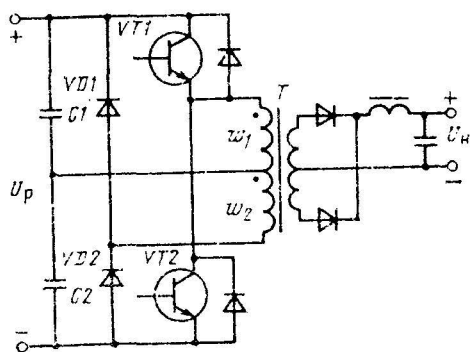 +
VT1
VD1
C1
T
w₁
+
Uн
−
Uр
w₂
VD2
C2
VT2
−